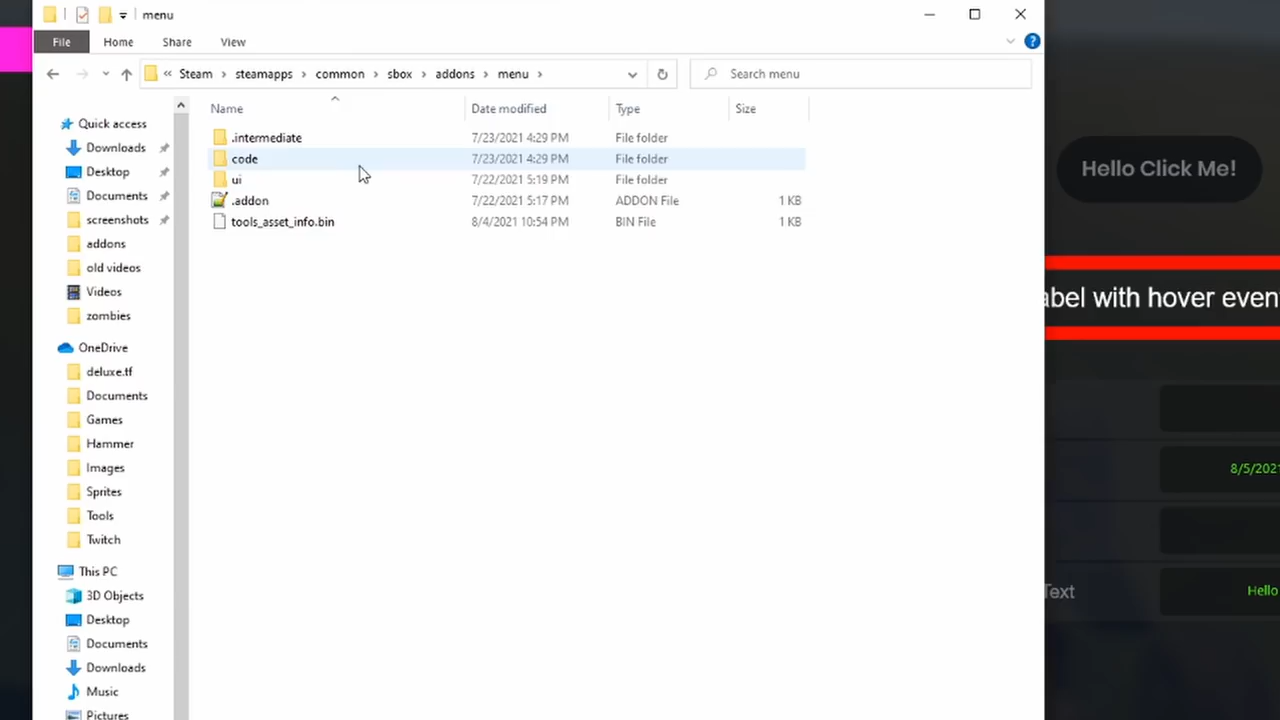 menu
File Home Share View
« Steam > steamapps > common > sbox > addons > menu > Search menu
Name Date modified Type Size
.intermediate 7/23/2021 4:29 PM File folder
code 7/23/2021 4:29 PM File folder
ui 7/22/2021 5:19 PM File folder
.addon 7/22/2021 5:17 PM ADDON File 1 KB
tools_asset_info.bin 8/4/2021 10:54 PM BIN File 1 KB
Quick access
Downloads
Desktop
Documents
screenshots
addons
old videos
Videos
zombies
OneDrive
deluxe.tf
Documents
Games
Hammer
Images
Sprites
Tools
Twitch
This PC
3D Objects
Desktop
Documents
Downloads
Music
Pictures
Hello Click Me!
abel with hover even
8/5/2021
Text Hello